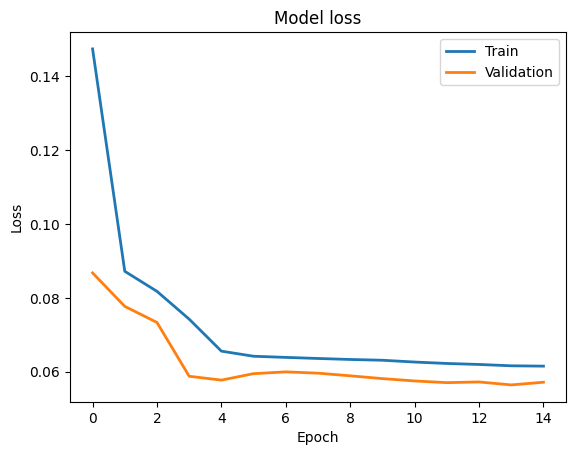 Model loss
Train
Validation
0.14
0.12
0.10
0.08
0.06
Loss
0 2 4 6 8 10 12 14
Epoch